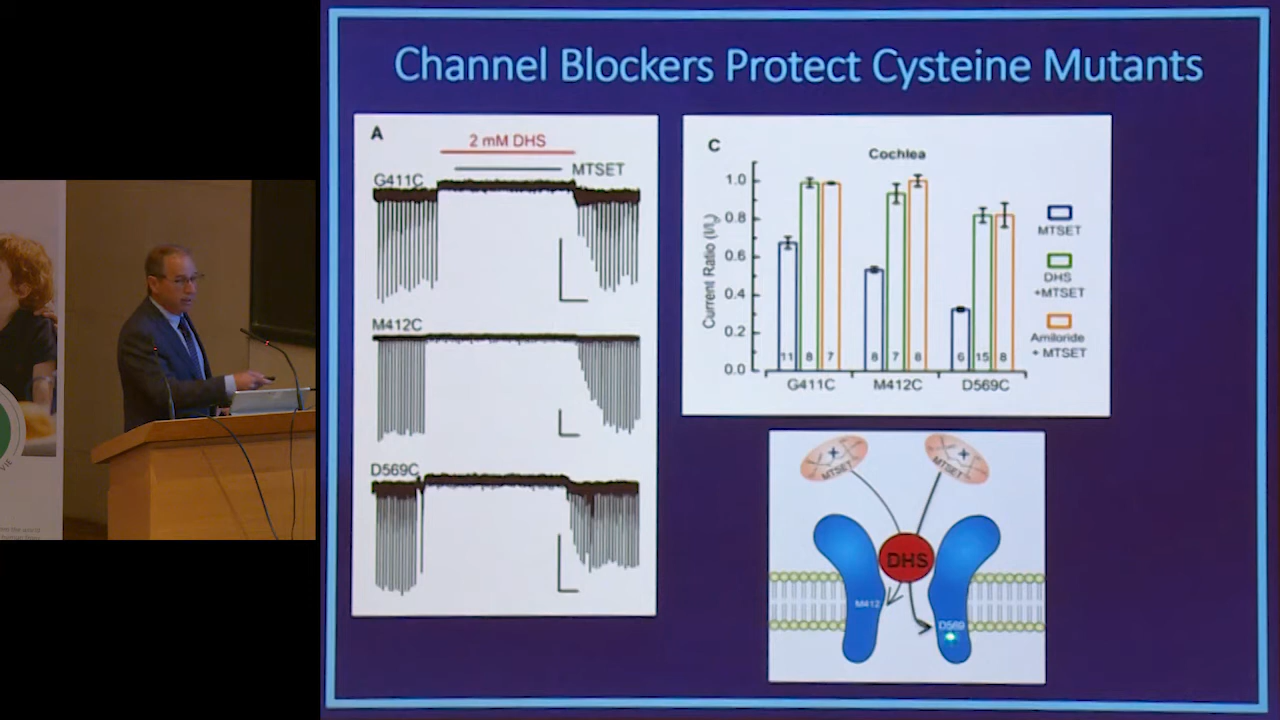 Channel Blockers Protect Cysteine Mutants
A
2 mM DHS
MTSET
G411C
M412C
D569C
C
Cochlea
Current Ratio (I/I₀)
1.0
0.8
0.6
0.4
0.2
0.0
11 8 7
8 7 6
6 15 8
G411C M412C D569C
MTSET
DHS
+MTSET
Amiloride
+ MTSET
MTSET
MTSET
DHS
M412
D569
VIE